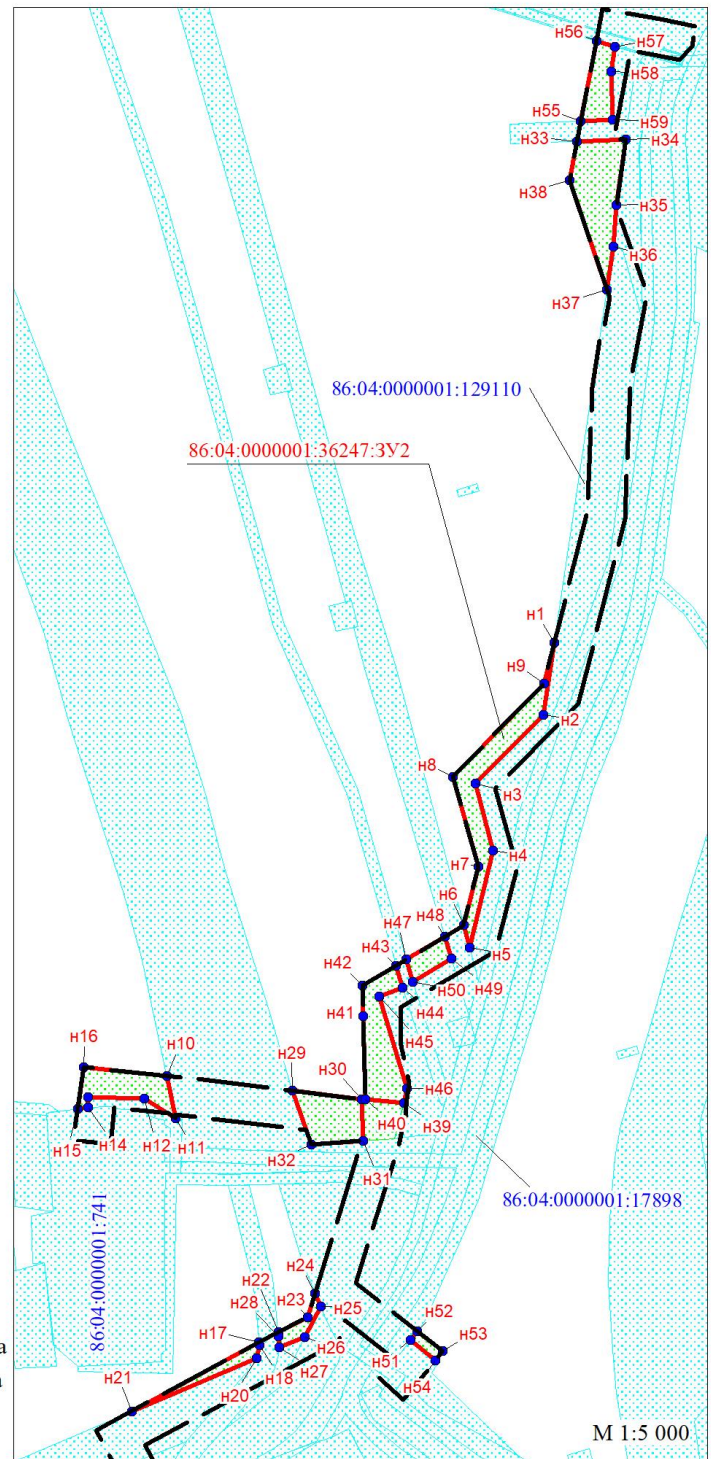 н56
н57
н58
н55
н59
н33
н34
н38
н35
н36
н37
86:04:0000001:129110
86:04:0000001:36247:ЗУ2
н1
н9
н2
н8
н3
н4
н7
н6
н47
н48
н43
н5
н42
н50
н49
н44
н41
н45
н16
н10
н29
н30
н46
н40
н39
н15
н14
н12
н11
н32
н31
86:04:0000001:17898
86:04:0000001:741
н24
н22
н23
н28
н25
н17
н52
н26
н53
н18
н27
н51
н20
н54
н21
а
а
М 1:5 000